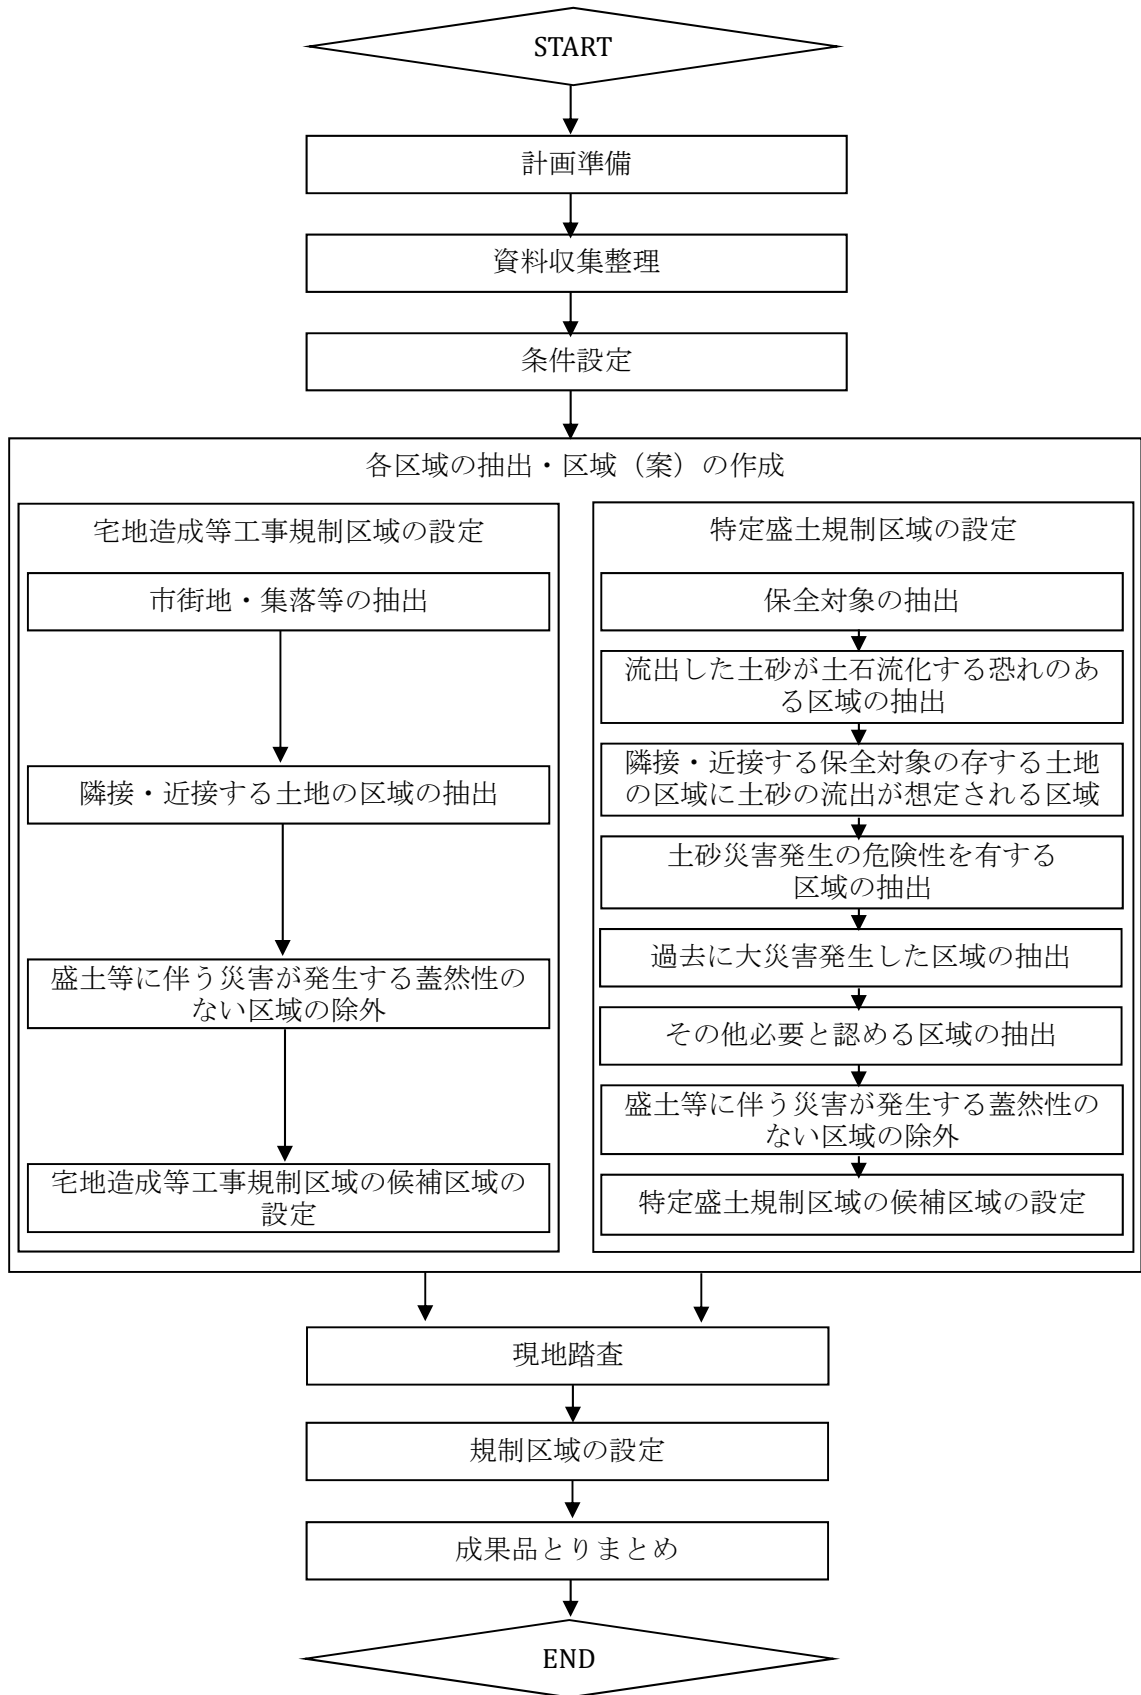 START
計画準備
資料収集整理
条件設定
各区域の抽出・区域（案）の作成
宅地造成等工事規制区域の設定
市街地・集落等の抽出
隣接・近接する土地の区域の抽出
盛土等に伴う災害が発生する蓋然性の
ない区域の除外
宅地造成等工事規制区域の候補区域の
設定
特定盛土規制区域の設定
保全対象の抽出
流出した土砂が土石流化する恐れのあ
る区域の抽出
隣接・近接する保全対象の存する土地
の区域に土砂の流出が想定される区域
土砂災害発生の危険性を有する
区域の抽出
過去に大災害発生した区域の抽出
その他必要と認める区域の抽出
盛土等に伴う災害が発生する蓋然性の
ない区域の除外
特定盛土規制区域の候補区域の設定
現地踏査
規制区域の設定
成果品とりまとめ
END